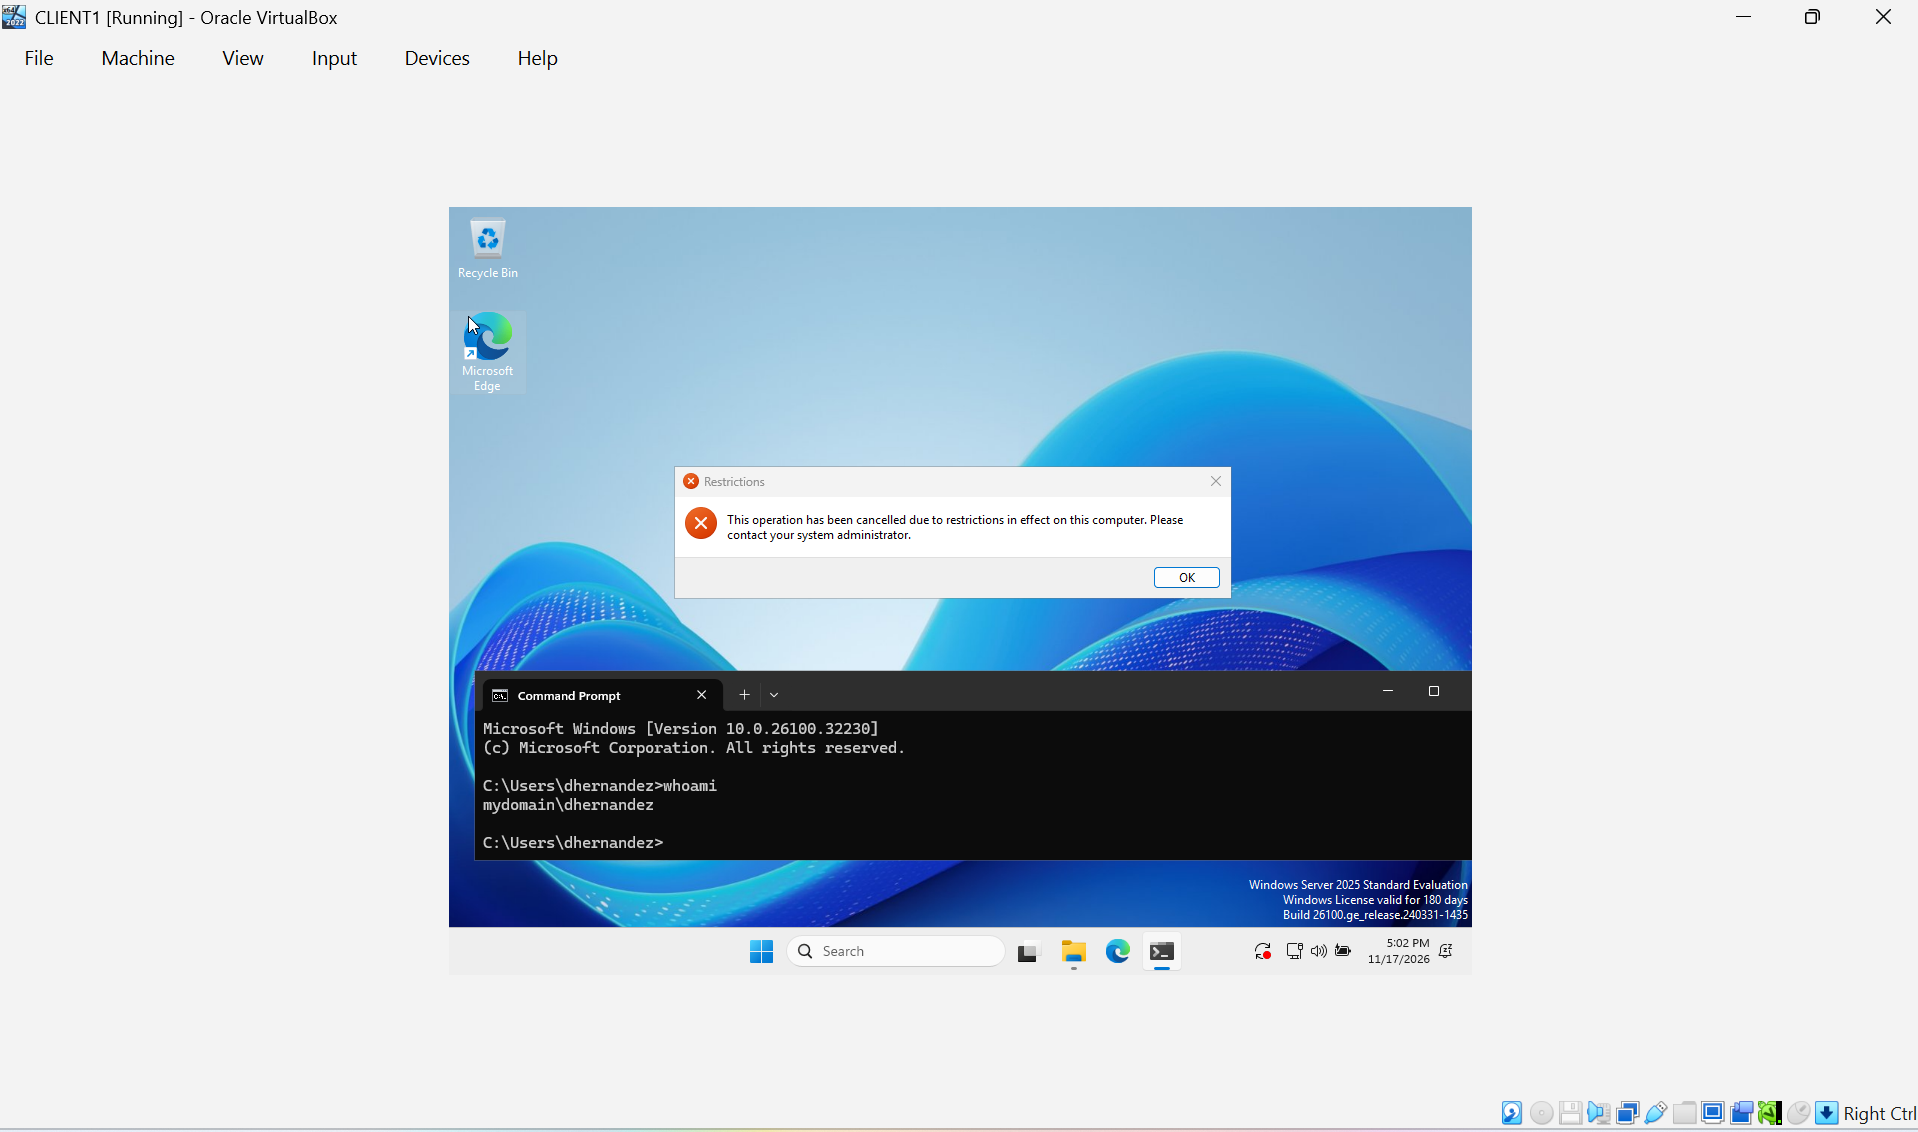 CLIENT1 [Running] - Oracle VirtualBox
File Machine View Input Devices Help
Recycle Bin
Microsoft
Edge
Restrictions
This operation has been cancelled due to restrictions in effect on this computer. Please
contact your system administrator.
OK
Command Prompt
Microsoft Windows [Version 10.0.26100.32230]
(c) Microsoft Corporation. All rights reserved.
C:\Users\dhernandez>whoami
mydomain\dhernandez
C:\Users\dhernandez>
Windows Server 2025 Standard Evaluation
Windows License valid for 180 days
Build 26100.ge_release.240331-1435
Search
5:02 PM
11/17/2026
Right Ctrl